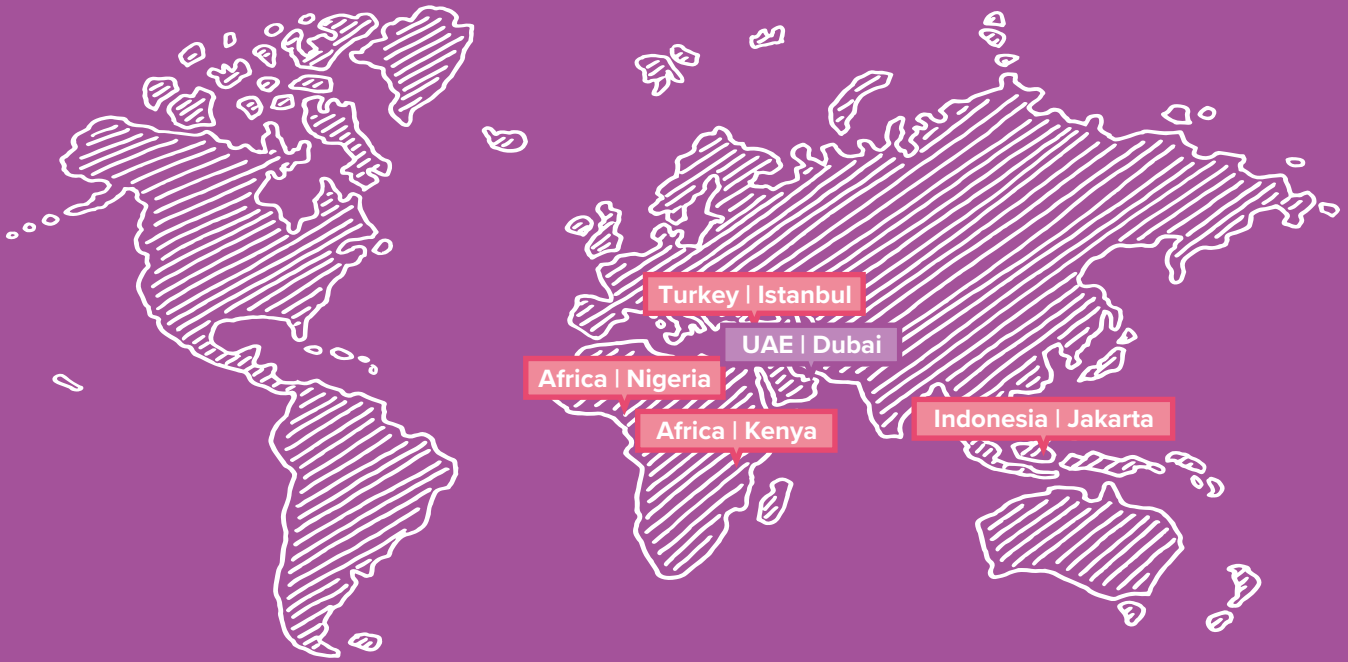 Turkey | Istanbul
UAE | Dubai
Africa | Nigeria
Africa | Kenya
Indonesia | Jakarta